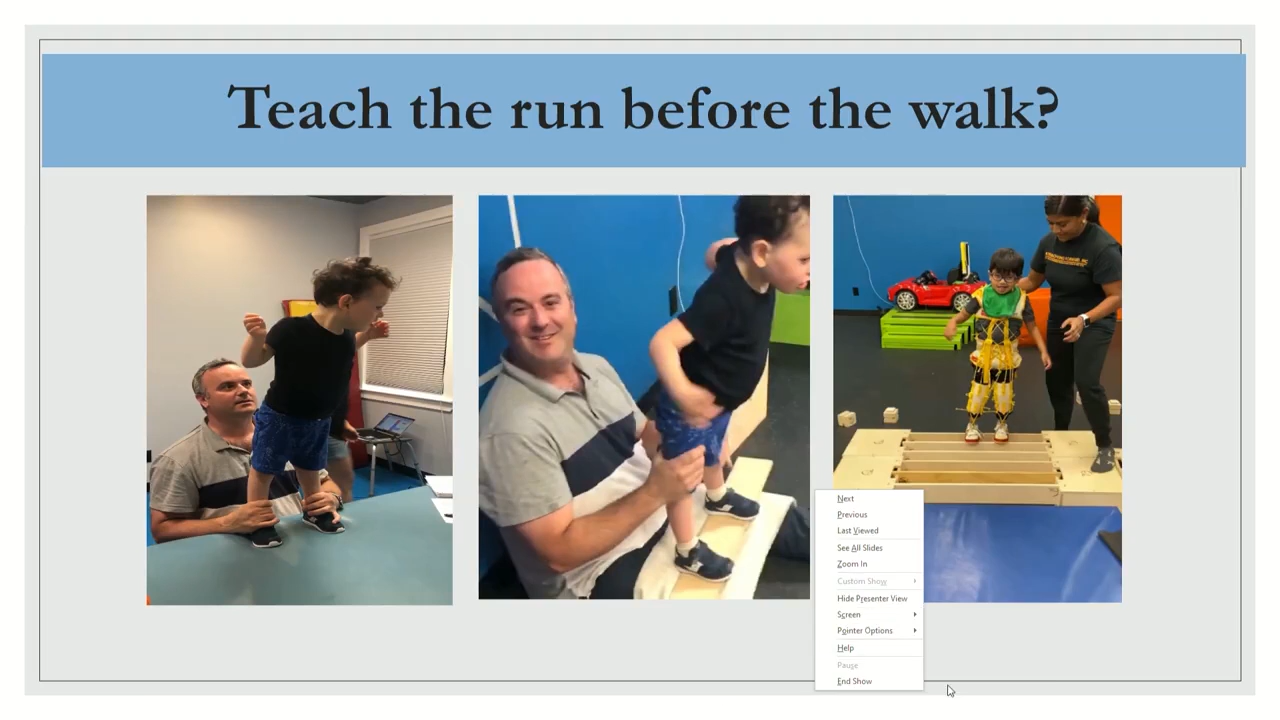 Teach the run before the walk?
Next
Previous
Last Viewed
See All Slides
Zoom In
Custom Show
Hide Presenter View
Screen
Pointer Options
Help
Pause
End Show